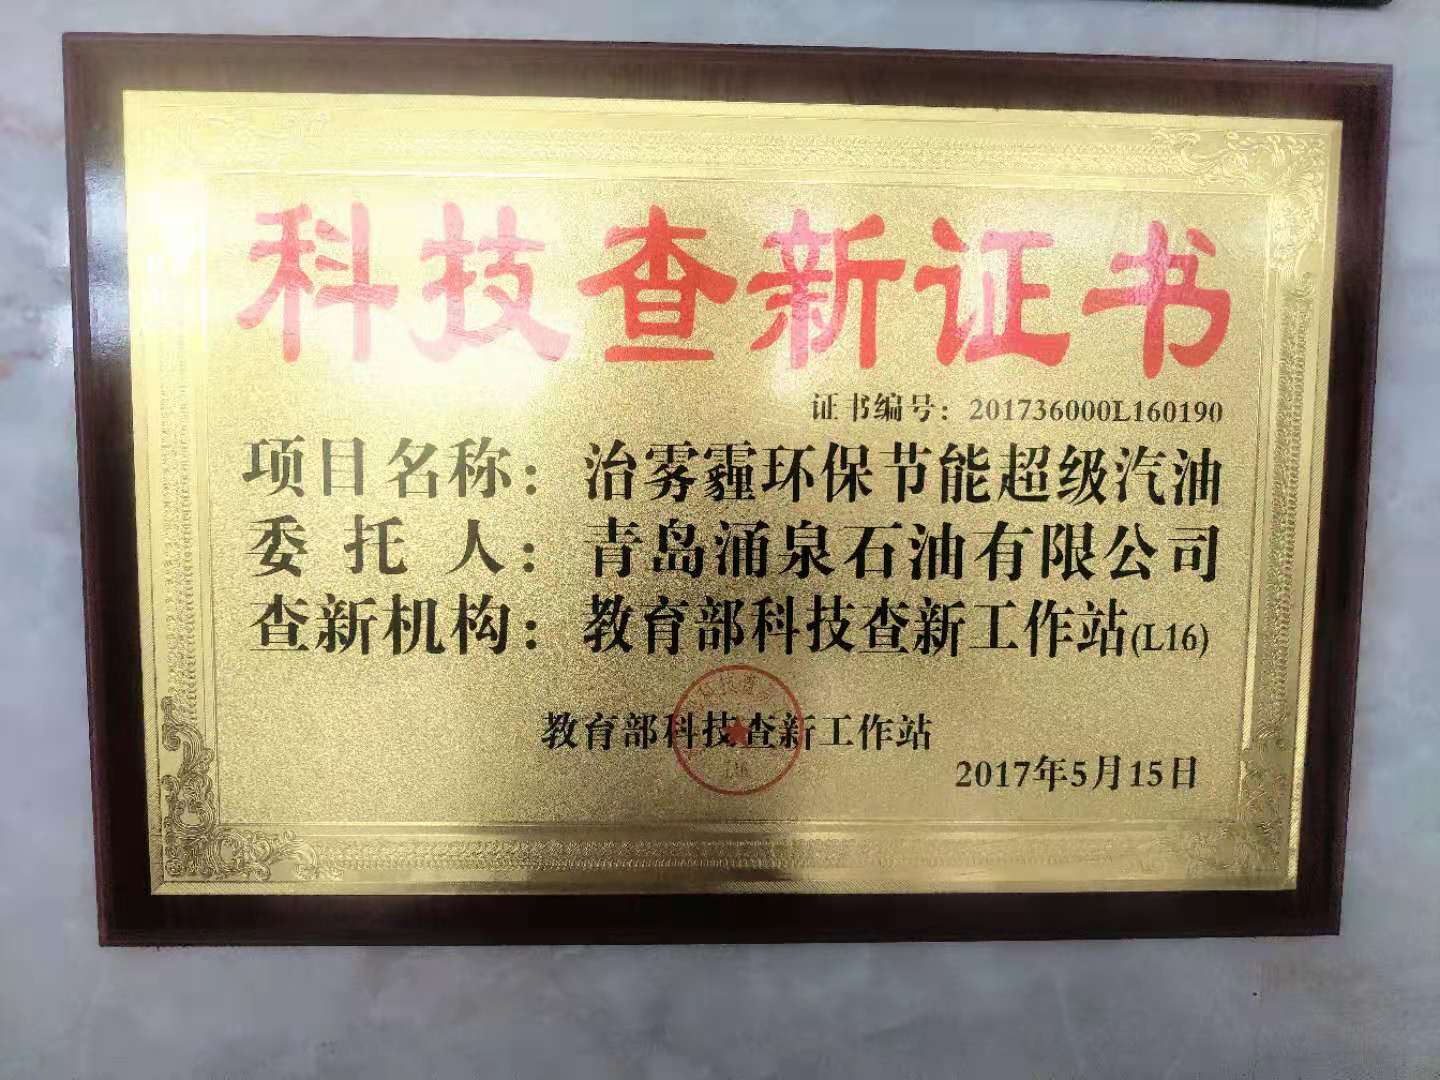 科技查新证书
证书编号：201736000L160190
项目名称：治雾霾环保节能超级汽油
委托人：青岛涌泉石油有限公司
查新机构：教育部科技查新工作站(L16)
教育部科技查新工作站
2017年5月15日